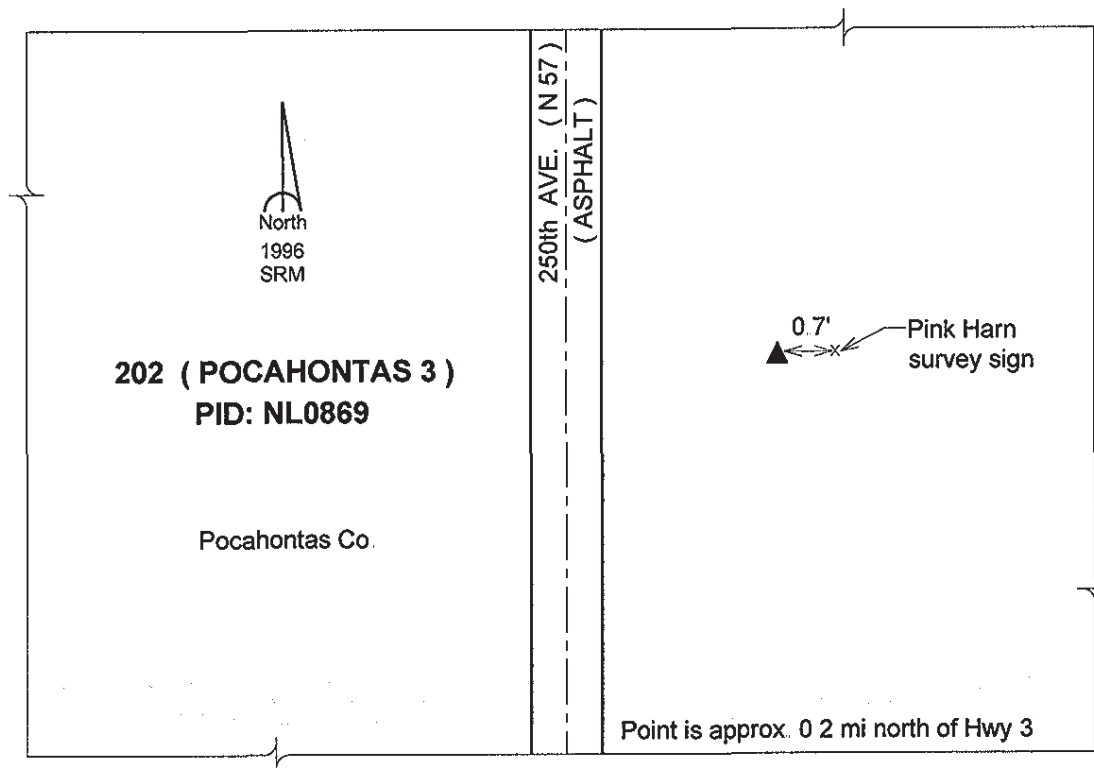 250th AVE. ( N 57 )
( ASPHALT )
North
1996
SRM
202 ( POCAHONTAS 3 )
PID: NL0869
Pocahontas Co.
0.7'
Pink Harn
survey sign
Point is approx. 0 2 mi north of Hwy 3